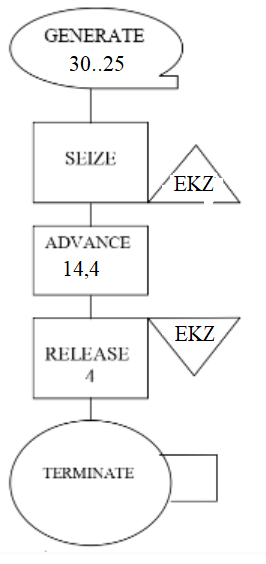 GENERATE
30..25
SEIZE
EKZ
ADVANCE
14,4
RELEASE
4
EKZ
TERMINATE